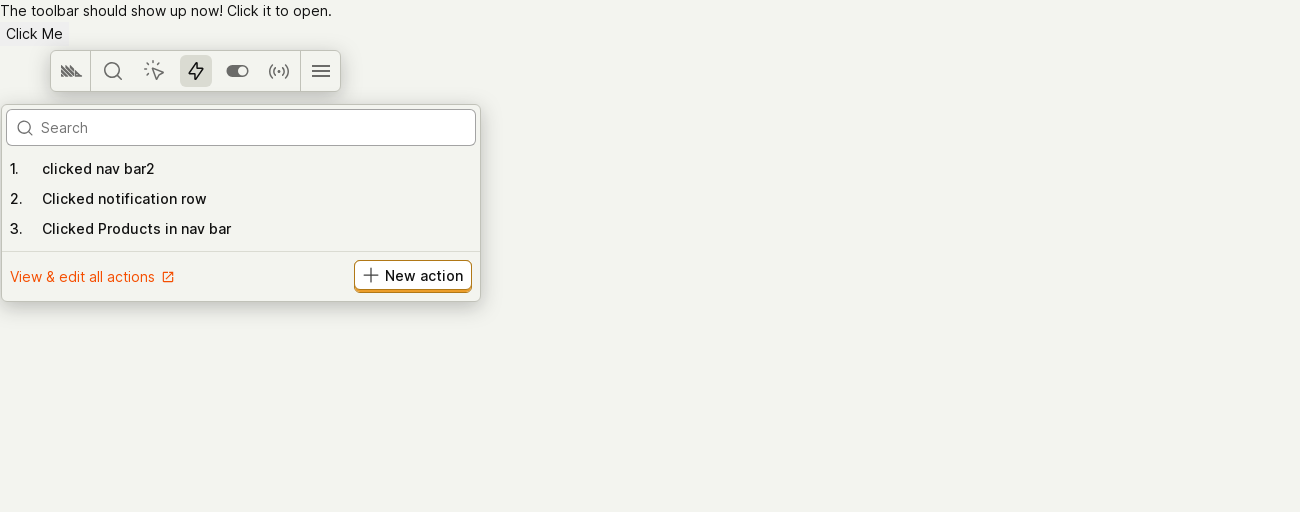 The toolbar should show up now! Click it to open.
Click Me
Search
1. clicked nav bar2
2. Clicked notification row
3. Clicked Products in nav bar
View & edit all actions
New action